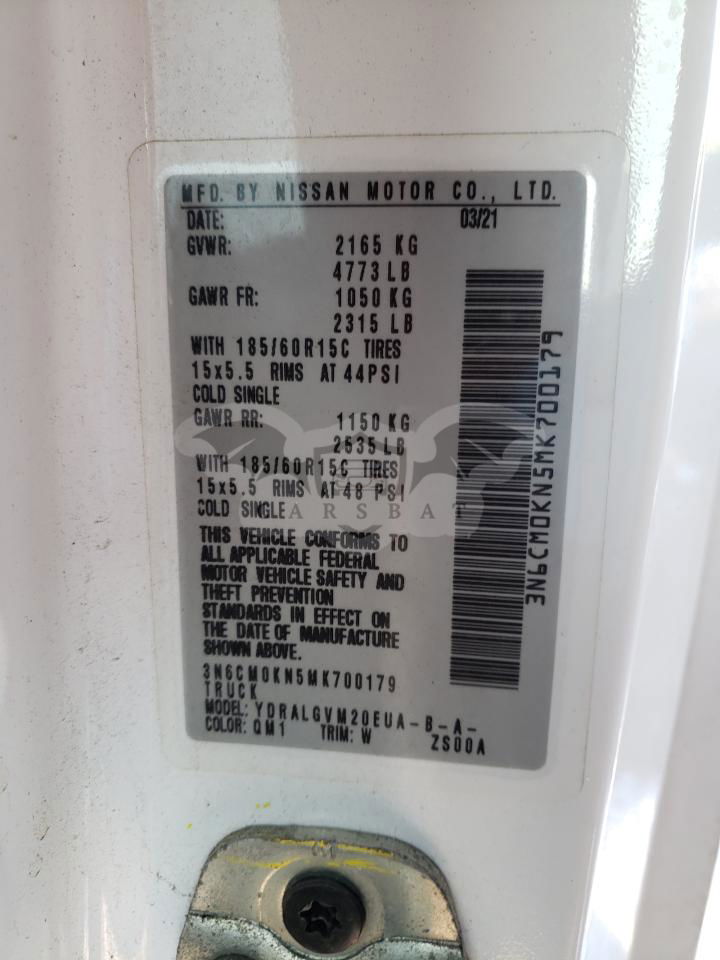 MFD. BY NISSAN MOTOR CO., LTD.
DATE: 03/21
GVWR: 2165 KG
4773 LB
GAWR FR: 1050 KG
2315 LB
WITH 185/60R15C TIRES
15x5.5 RIMS AT 44PSI
COLD SINGLE
GAWR RR: 1150 KG
2535 LB
WITH 185/60R15C TIRES
15x5.5 RIMS AT 48 PSI
COLD SINGLE
THIS VEHICLE CONFORMS TO
ALL APPLICABLE FEDERAL
MOTOR VEHICLE SAFETY AND
THEFT PREVENTION
STANDARDS IN EFFECT ON
THE DATE OF MANUFACTURE
SHOWN ABOVE.
3N6CM0KN5MK700179
TRUCK
MODEL: YDRALGVM20EUA-B-A-
COLOR: QM1 TRIM: W ZS00A
3N6CM0KN5MK700179
ARSBAT